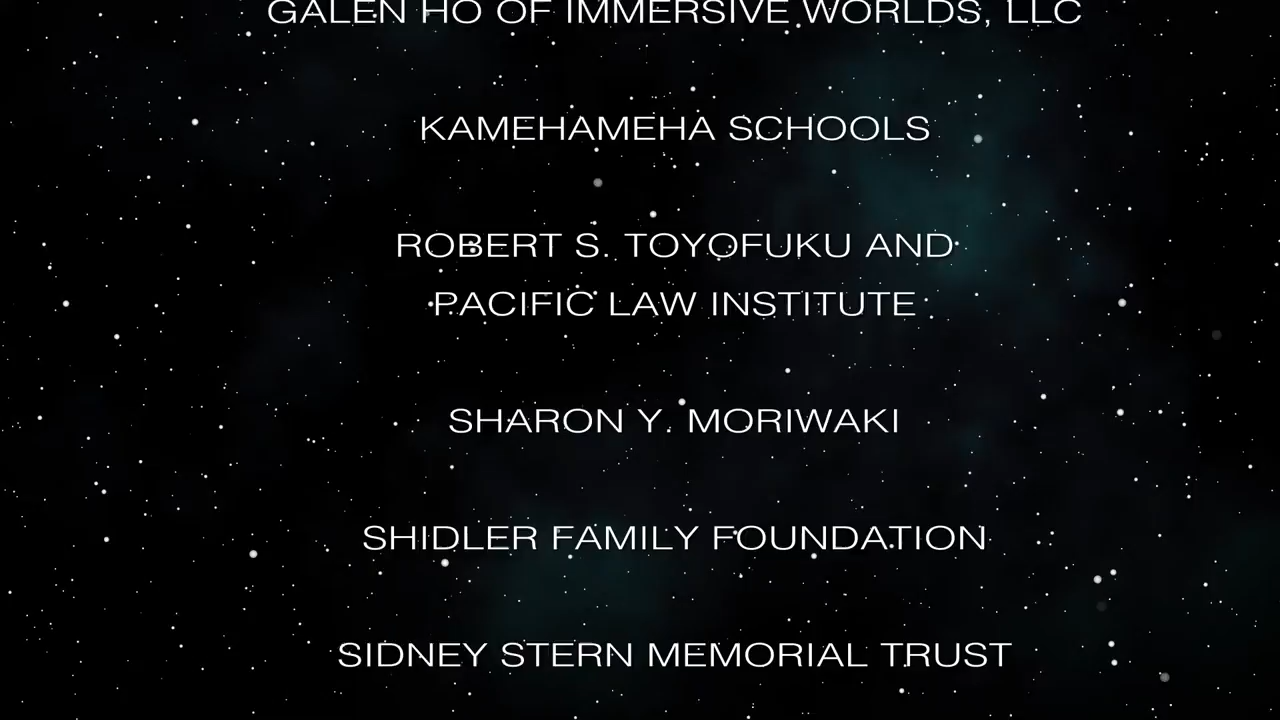 GALEN HO OF IMMERSIVE WORLDS, LLC
KAMEHAMEHA SCHOOLS
ROBERT S. TOYOFUKU AND
PACIFIC LAW INSTITUTE
SHARON Y. MORIWAKI
SHIDLER FAMILY FOUNDATION
SIDNEY STERN MEMORIAL TRUST